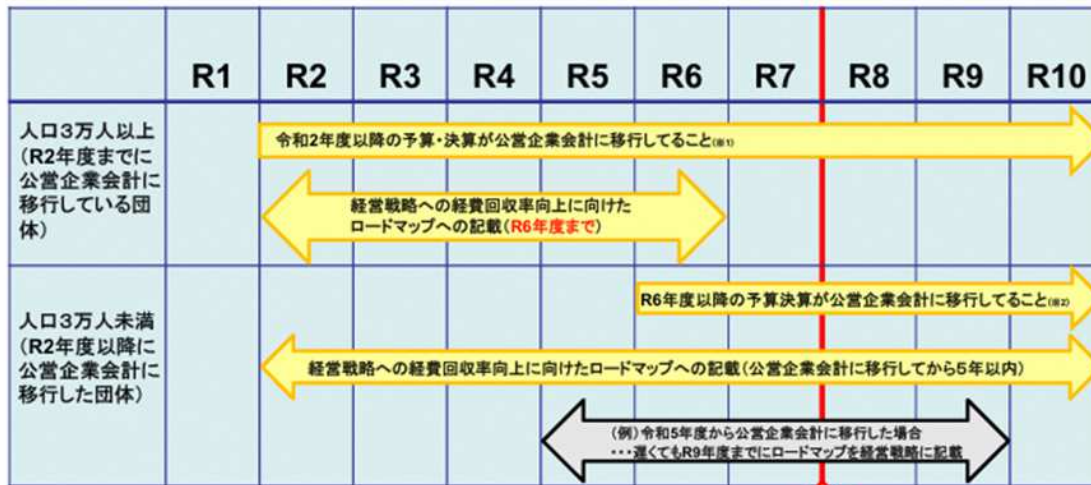 R1 R2 R3 R4 R5 R6 R7 R8 R9 R10
人口3万人以上
(R2年度までに
公営企業会計に
移行している団
体)
令和2年度以降の予算・決算が公営企業会計に移行してること(※1)
経営戦略への経費回収率向上に向けた
ロードマップへの記載(R6年度まで)
人口3万人未満
(R2年度以降に
公営企業会計に
移行した団体)
R6年度以降の予算決算が公営企業会計に移行してること(※2)
経営戦略への経費回収率向上に向けたロードマップへの記載(公営企業会計に移行してから5年以内)
(例)令和5年度から公営企業会計に移行した場合
・・・遅くてもR9年度までにロードマップを経営戦略に記載